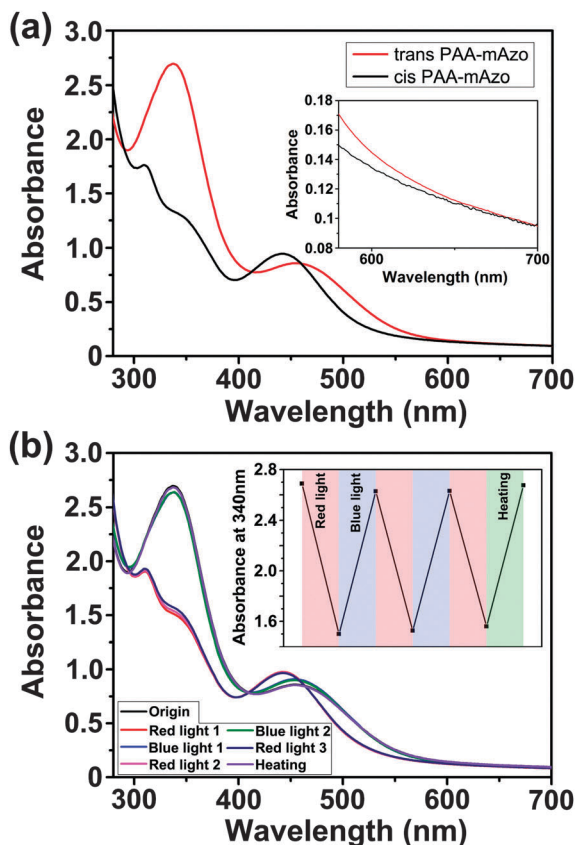 (a)
3.0
2.5
2.0
1.5
1.0
0.5
0
Absorbance
300 400 500 600 700
Wavelength (nm)
trans PAA-mAzo
cis PAA-mAzo
0.18
0.16
0.14
0.12
0.1
0.08
Absorbance
600 700
Wavelength (nm)
(b)
3.0
2.5
2.0
1.5
1.0
0.5
0
Absorbance
300 400 500 600 700
Wavelength (nm)
2.8
2.4
2.0
1.6
Absorbance at 340nm
Red light
Blue light
Heating
Origin
Red light 1
Blue light 1
Red light 2
Blue light 2
Red light 3
Heating